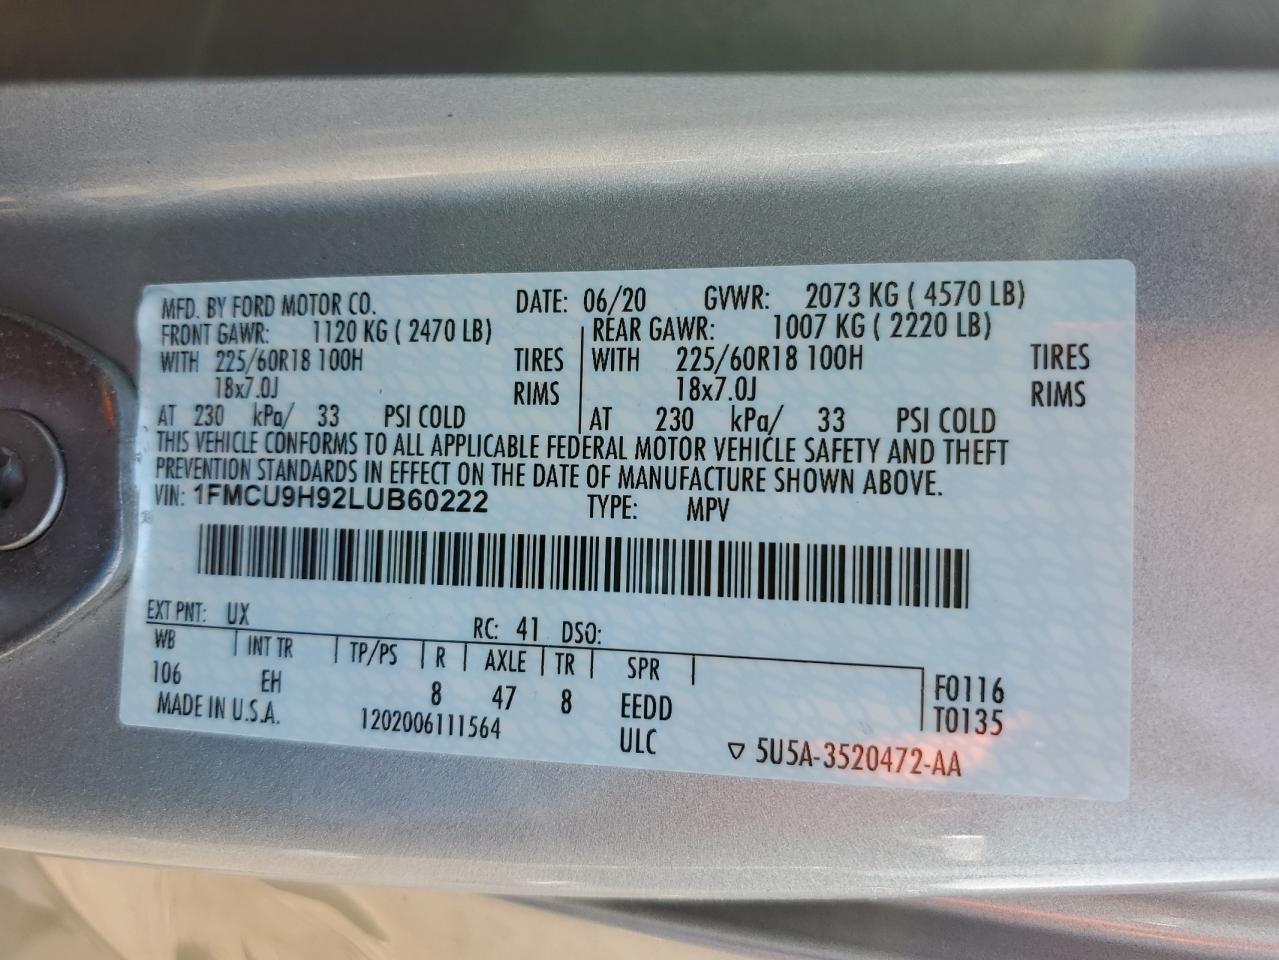 MFD. BY FORD MOTOR CO. DATE: 06/20 GVWR: 2073 KG ( 4570 LB)
FRONT GAWR: 1120 KG ( 2470 LB) REAR GAWR: 1007 KG ( 2220 LB)
WITH 225/60R18 100H TIRES WITH 225/60R18 100H TIRES
18x7.0J RIMS 18x7.0J RIMS
AT 230 kPa/ 33 PSI COLD AT 230 kPa/ 33 PSI COLD
THIS VEHICLE CONFORMS TO ALL APPLICABLE FEDERAL MOTOR VEHICLE SAFETY AND THEFT
PREVENTION STANDARDS IN EFFECT ON THE DATE OF MANUFACTURE SHOWN ABOVE.
VIN: 1FMCU9H92LUB60222 TYPE: MPV
EXT PNT: UX RC: 41 DSO:
WB INT TR TP/PS R AXLE TR SPR
106 EH 8 47 8 EEDD F0116
MADE IN U.S.A. 1202006111564 ULC T0135
▽ 5U5A-3520472-AA